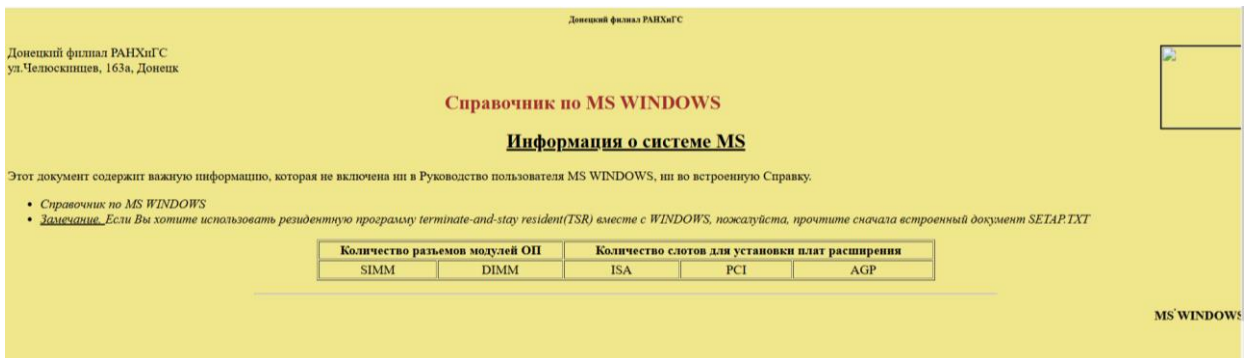 Донецкий филиал РАНХиГС
Донецкий филиал РАНХиГС
ул.Челюскинцев, 163а, Донецк
Справочник по MS WINDOWS
Информация о системе MS
Этот документ содержит важную информацию, которая не включена ни в Руководство пользователя MS WINDOWS, ни во встроенную Справку.
Справочник по MS WINDOWS
Замечание. Если Вы хотите использовать резидентную программу terminate-and-stay resident(TSR) вместе с WINDOWS, пожалуйста, прочтите сначала встроенный документ SETAP.TXT
Количество разъемов модулей ОП Количество слотов для установки плат расширения
SIMM DIMM ISA PCI AGP
MS WINDOWS